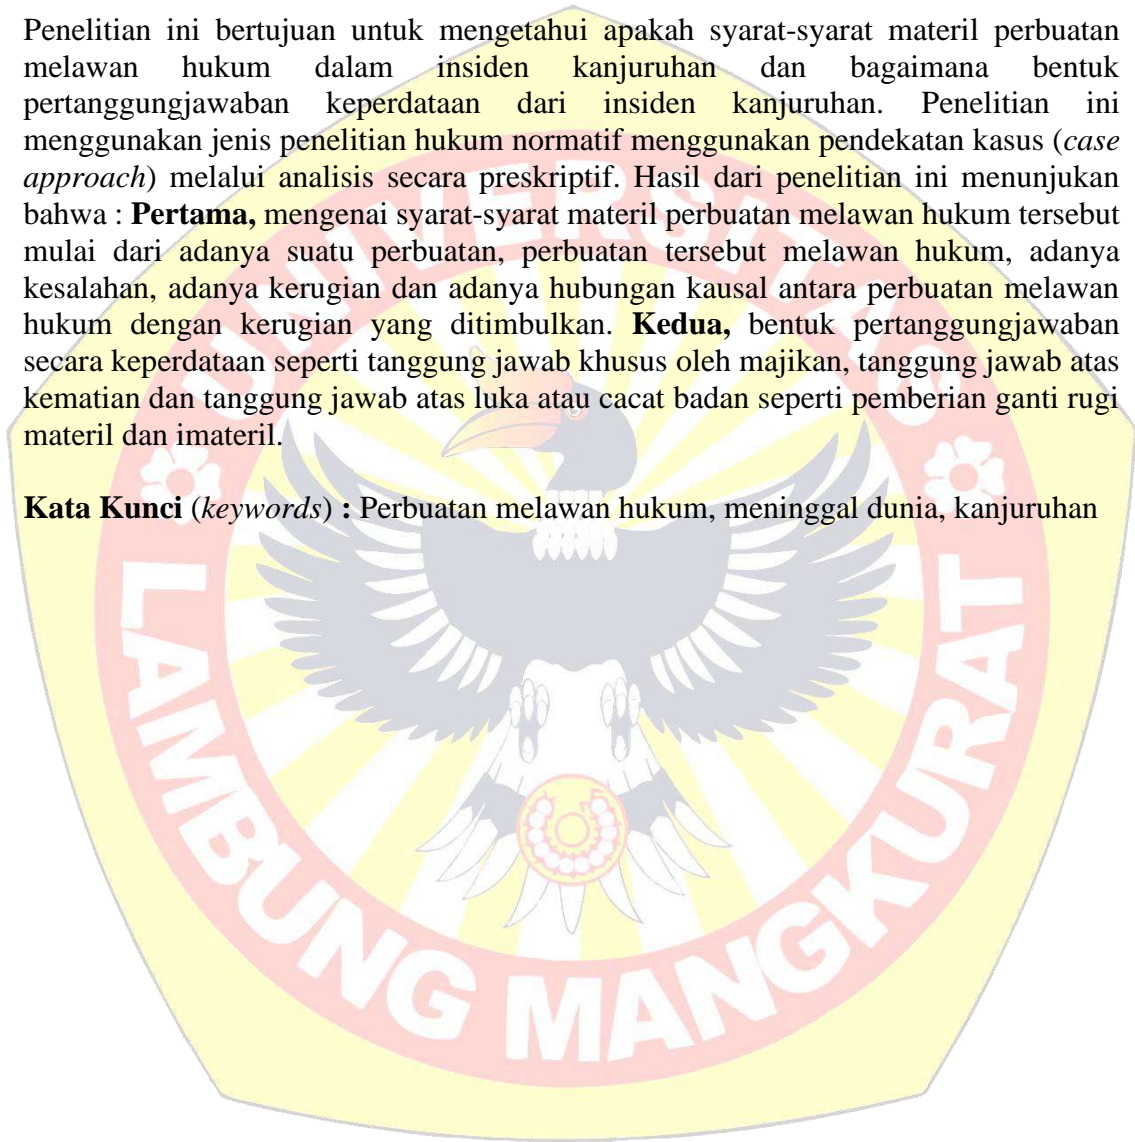 Penelitian ini bertujuan untuk mengetahui apakah syarat-syarat materil perbuatan
melawan hukum dalam insiden kanjuruhan dan bagaimana bentuk
pertanggungjawaban keperdataan dari insiden kanjuruhan. Penelitian ini
menggunakan jenis penelitian hukum normatif menggunakan pendekatan kasus (case
approach) melalui analisis secara preskriptif. Hasil dari penelitian ini menunjukan
bahwa : Pertama, mengenai syarat-syarat materil perbuatan melawan hukum tersebut
mulai dari adanya suatu perbuatan, perbuatan tersebut melawan hukum, adanya
kesalahan, adanya kerugian dan adanya hubungan kausal antara perbuatan melawan
hukum dengan kerugian yang ditimbulkan. Kedua, bentuk pertanggungjawaban
secara keperdataan seperti tanggung jawab khusus oleh majikan, tanggung jawab atas
kematian dan tanggung jawab atas luka atau cacat badan seperti pemberian ganti rugi
materil dan imateril.
Kata Kunci (keywords) : Perbuatan melawan hukum, meninggal dunia, kanjuruhan
UNIVERSITAS
LAMBUNG MANGKURAT